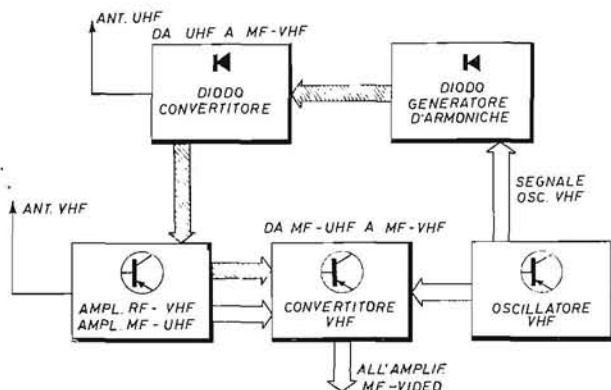 ANT. UHF
DA UHF A MF-VHF
DIODO
CONVERTITORE
DIODO
GENERATORE
D'ARMONICHE
SEGNALE
OSC. VHF
ANT. VHF
DA MF-UHF A MF-VHF
AMPL. RF-VHF
AMPL. MF-UHF
CONVERTITORE
VHF
OSCILLATORE
VHF
ALL'AMPLIF.
MF-VIDEO